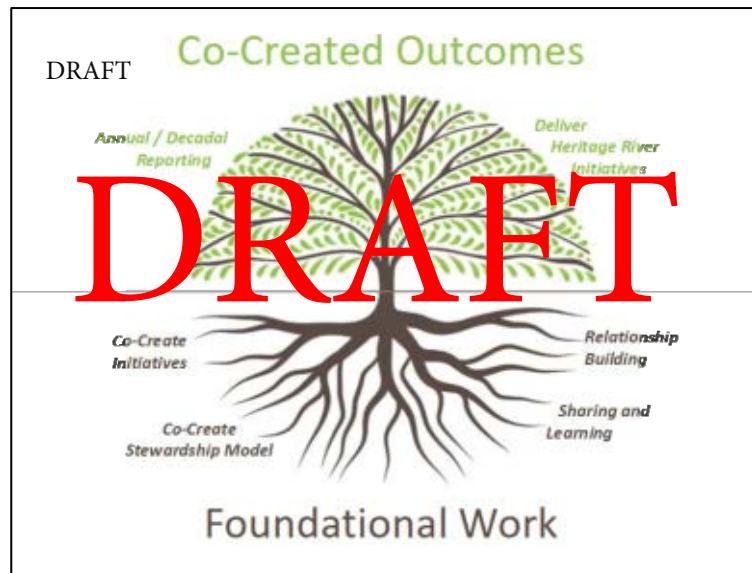 Co-Created Outcomes
DRAFT
Annual / Decadal
Reporting
Deliver
Heritage River
Initiatives
DRAFT
Co-Create
Initiatives
Relationship
Building
Co-Create
Stewardship Model
Sharing and
Learning
Foundational Work